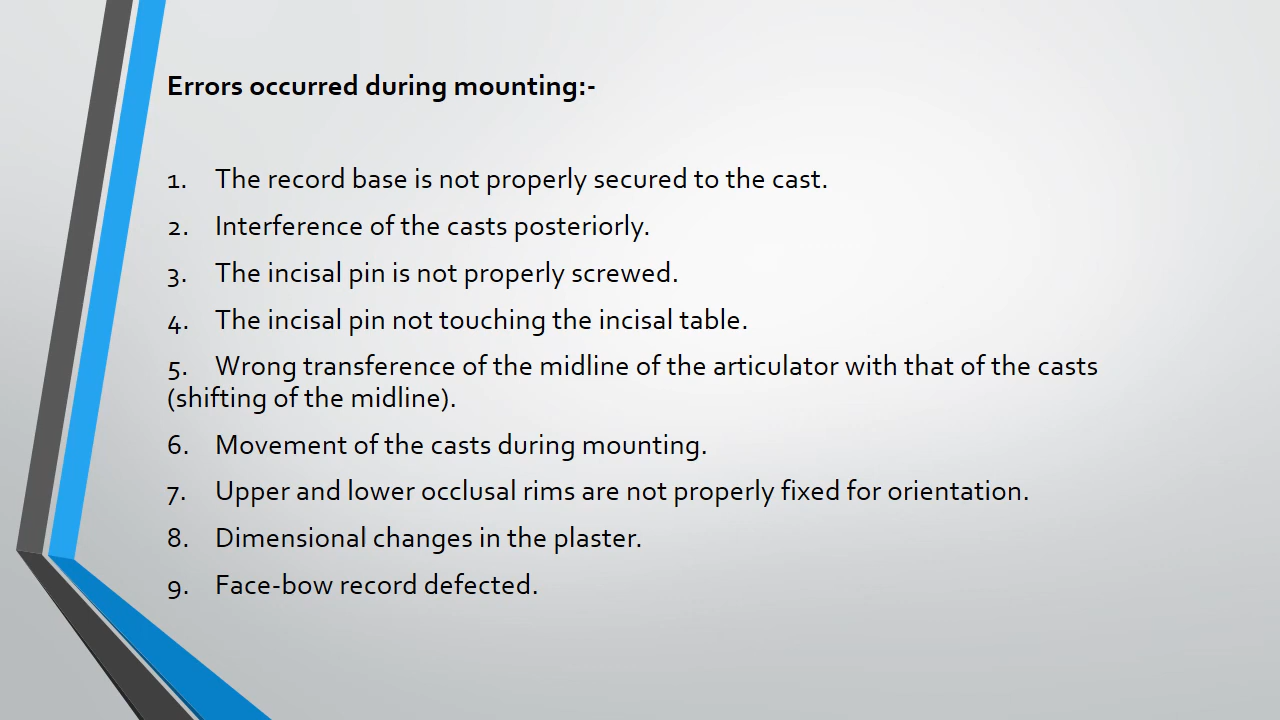 Errors occurred during mounting:-
1. The record base is not properly secured to the cast.
2. Interference of the casts posteriorly.
3. The incisal pin is not properly screwed.
4. The incisal pin not touching the incisal table.
5. Wrong transference of the midline of the articulator with that of the casts
(shifting of the midline).
6. Movement of the casts during mounting.
7. Upper and lower occlusal rims are not properly fixed for orientation.
8. Dimensional changes in the plaster.
9. Face-bow record defected.